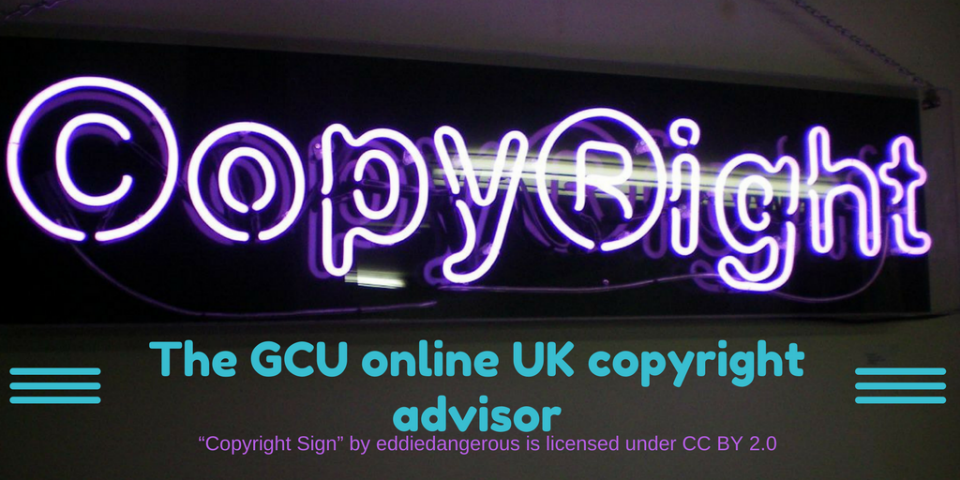 CopyRight
The GCU online UK copyright
advisor
“Copyright Sign” by eddiedangerous is licensed under CC BY 2.0